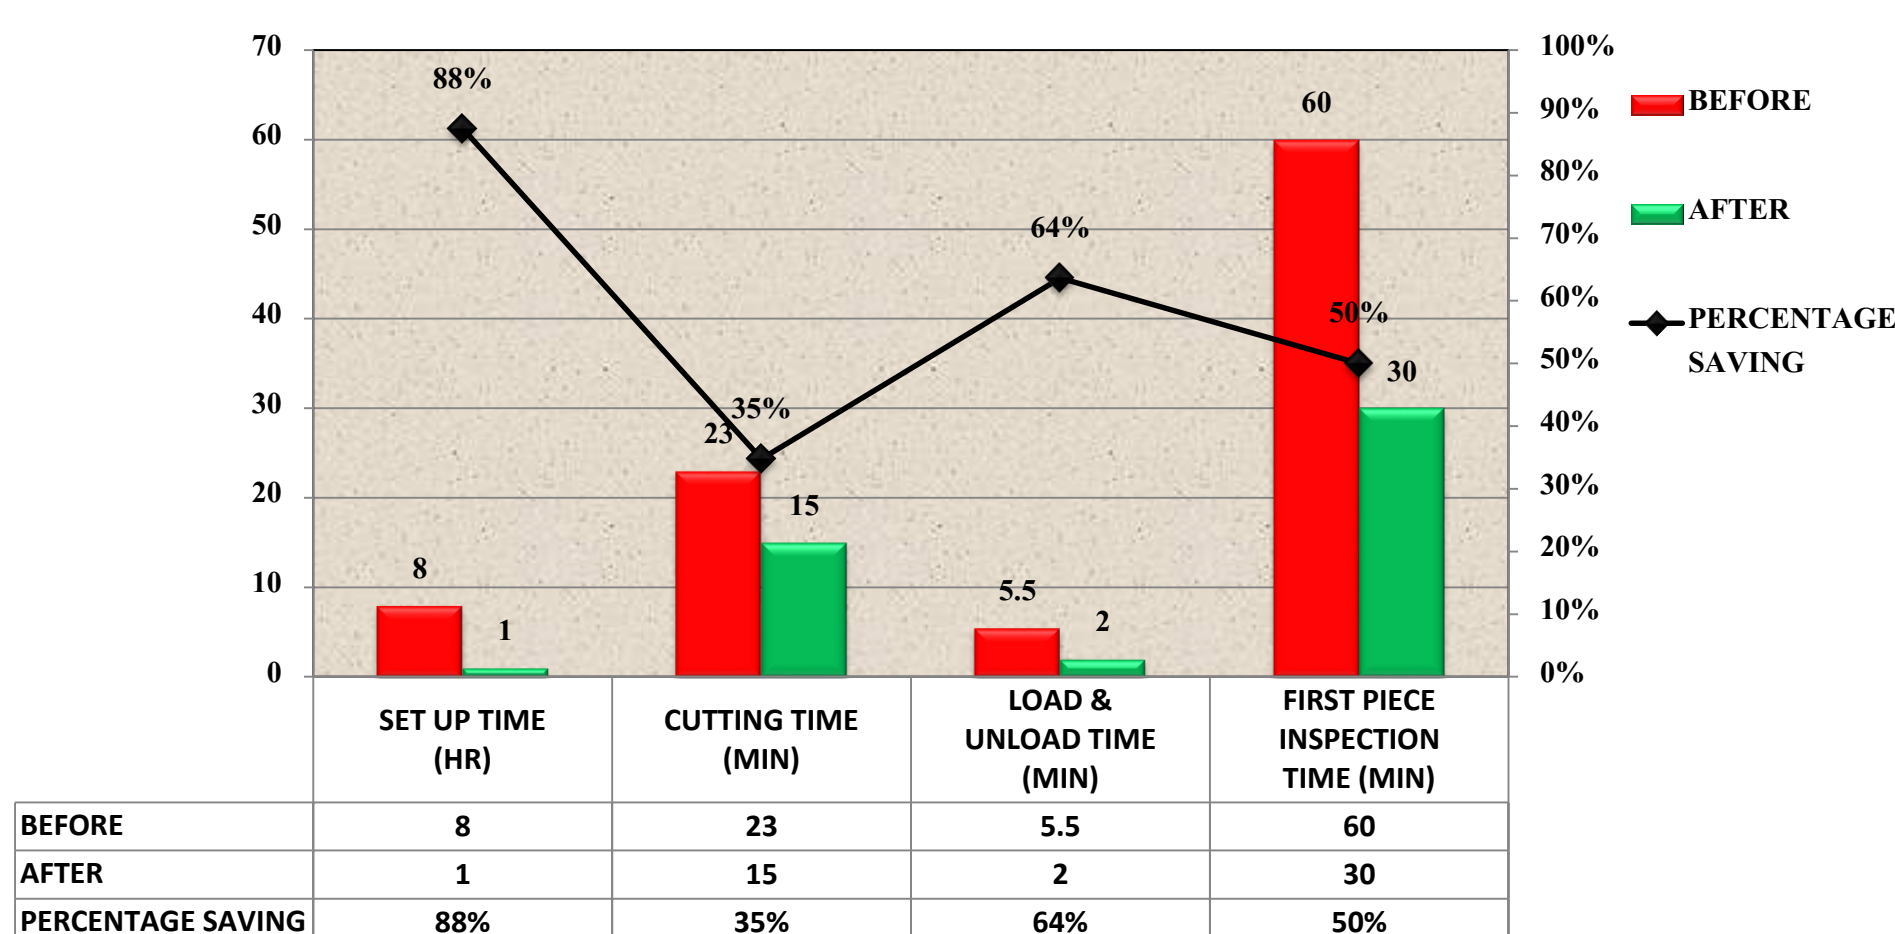 70
60
50
40
30
20
10
0
88%
35%
64%
50%
8
1
23
15
5.5
2
60
30
100%
90%
80%
70%
60%
50%
40%
30%
20%
10%
0%
BEFORE
AFTER
PERCENTAGE
SAVING
SET UP TIME
(HR)
CUTTING TIME
(MIN)
LOAD &
UNLOAD TIME
(MIN)
FIRST PIECE
INSPECTION
TIME (MIN)
BEFORE 8 23 5.5 60
AFTER 1 15 2 30
PERCENTAGE SAVING 88% 35% 64% 50%